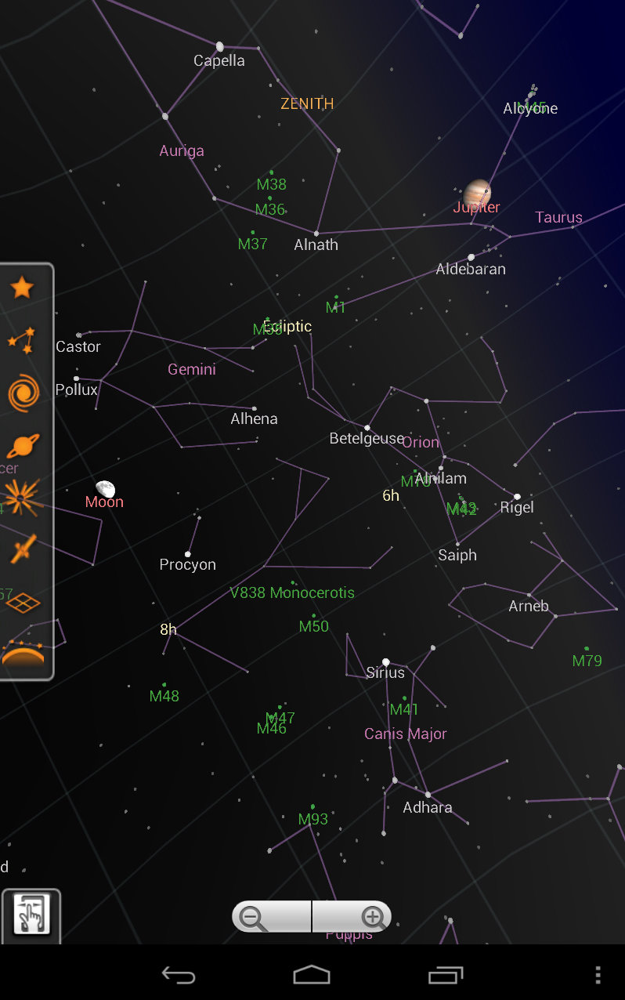 Capella
ZENITH
Alcyone
M45
Auriga
M38
Jupiter
M36
Taurus
M37
Alnath
Aldebaran
M1
Ecliptic
M35
Castor
Gemini
Pollux
Alhena
Betelgeuse
Orion
cer
M78
Alnilam
6h
Moon
M43
M42
Rigel
4
Saiph
Procyon
V838 Monocerotis
67
Arneb
8h
M50
M79
Sirius
M48
M41
M47
M46
Canis Major
Adhara
M93
d
Puppis